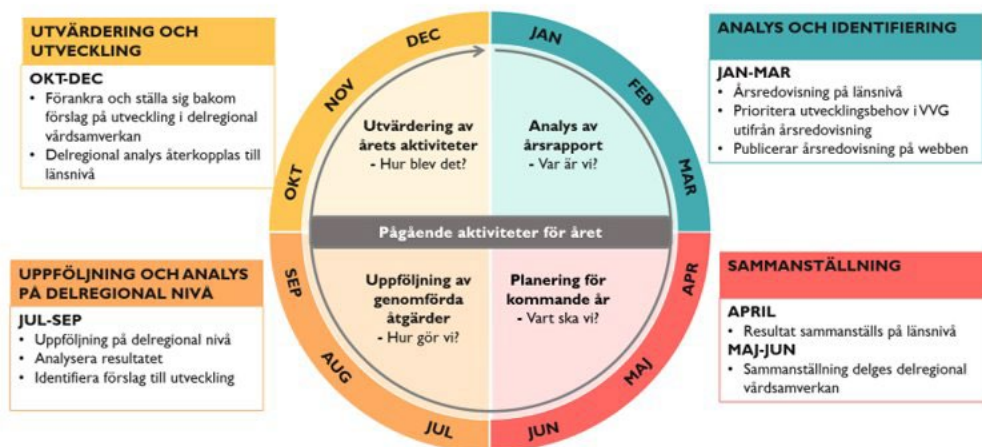 UTVÄRDERING OCH
UTVECKLING
OKT-DEC
• Förankra och ställa sig bakom
förslag på utveckling i delregional
vårdsamverkan
• Delregional analys återkopplas till
länsnivå
UPPFÖLJNING OCH ANALYS
PÅ DELREGIONAL NIVÅ
JUL-SEP
• Uppföljning på delregional nivå
• Analysera resultatet
• Identifiera förslag till utveckling
JAN
FEB
MAR
APR
MAJ
JUN
JUL
AUG
SEP
OKT
NOV
DEC
Utvärdering av
årets aktiviteter
- Hur blev det?
Analys av
årsrapport
- Var är vi?
Pågående aktiviteter för året
Uppföljning av
genomförda
åtgärder
- Hur gör vi?
Planering för
kommande år
- Vart ska vi?
ANALYS OCH IDENTIFIERING
JAN-MAR
• Årsredovisning på länsnivå
• Prioritera utvecklingsbehov i VVG
utifrån årsredovisning
• Publicerar årsredovisning på webben
SAMMANSTÄLLNING
APRIL
• Resultat sammanställs på länsnivå
MAJ-JUN
• Sammanställning delges delregional
vårdsamverkan